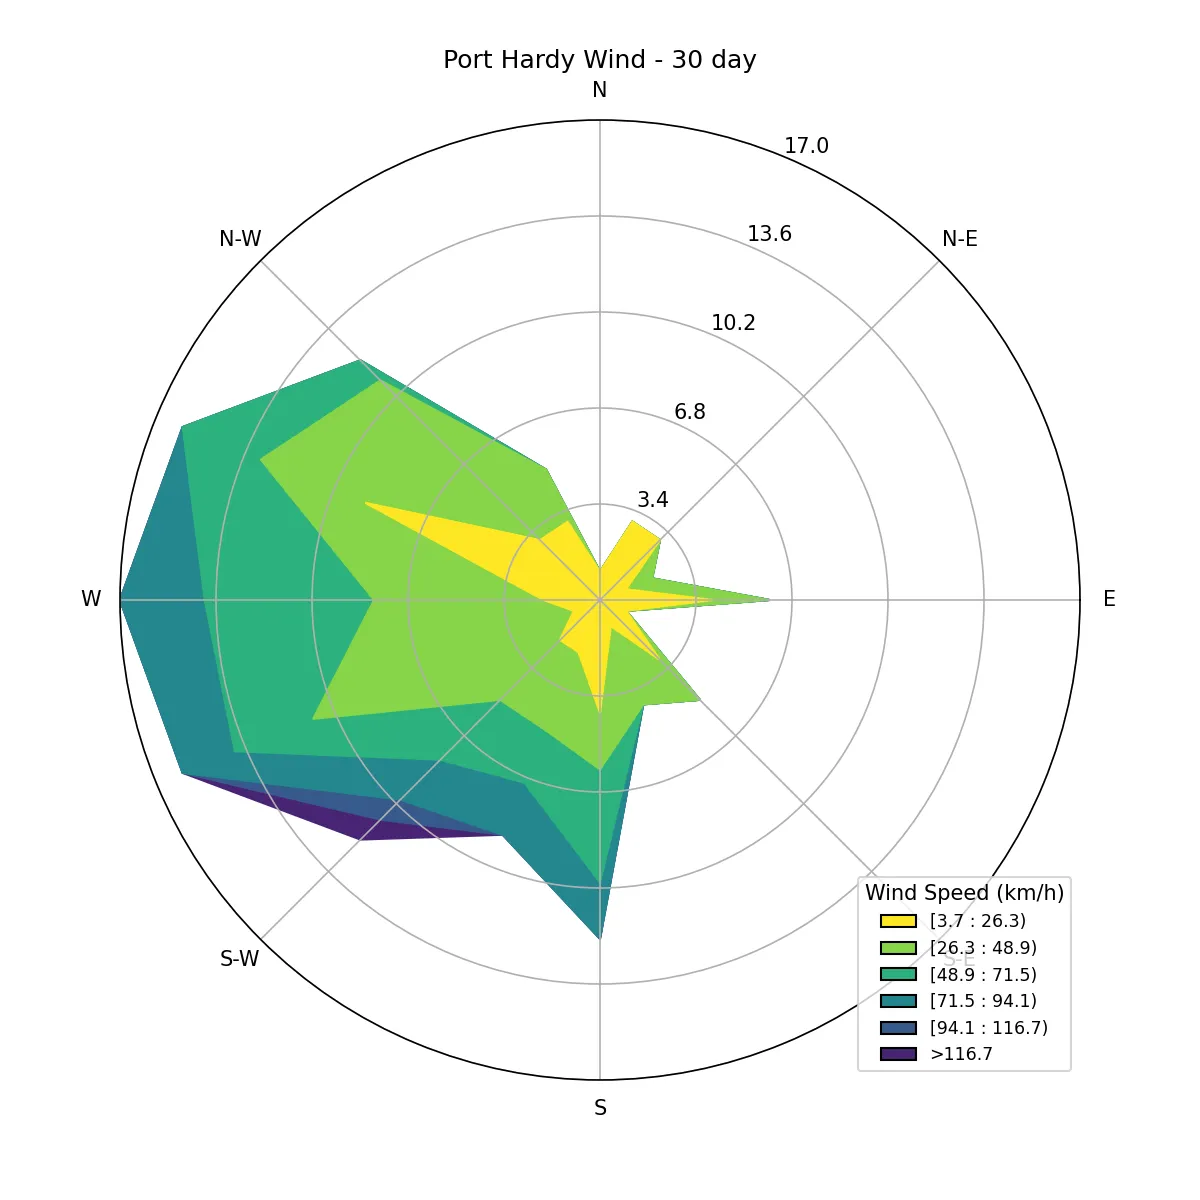 Port Hardy Wind - 30 day
N
17.0
13.6
N-W
N-E
10.2
6.8
3.4
W
E
S-W
S-E
Wind Speed (km/h)
[3.7 : 26.3)
[26.3 : 48.9)
[48.9 : 71.5)
[71.5 : 94.1)
[94.1 : 116.7)
>116.7
S